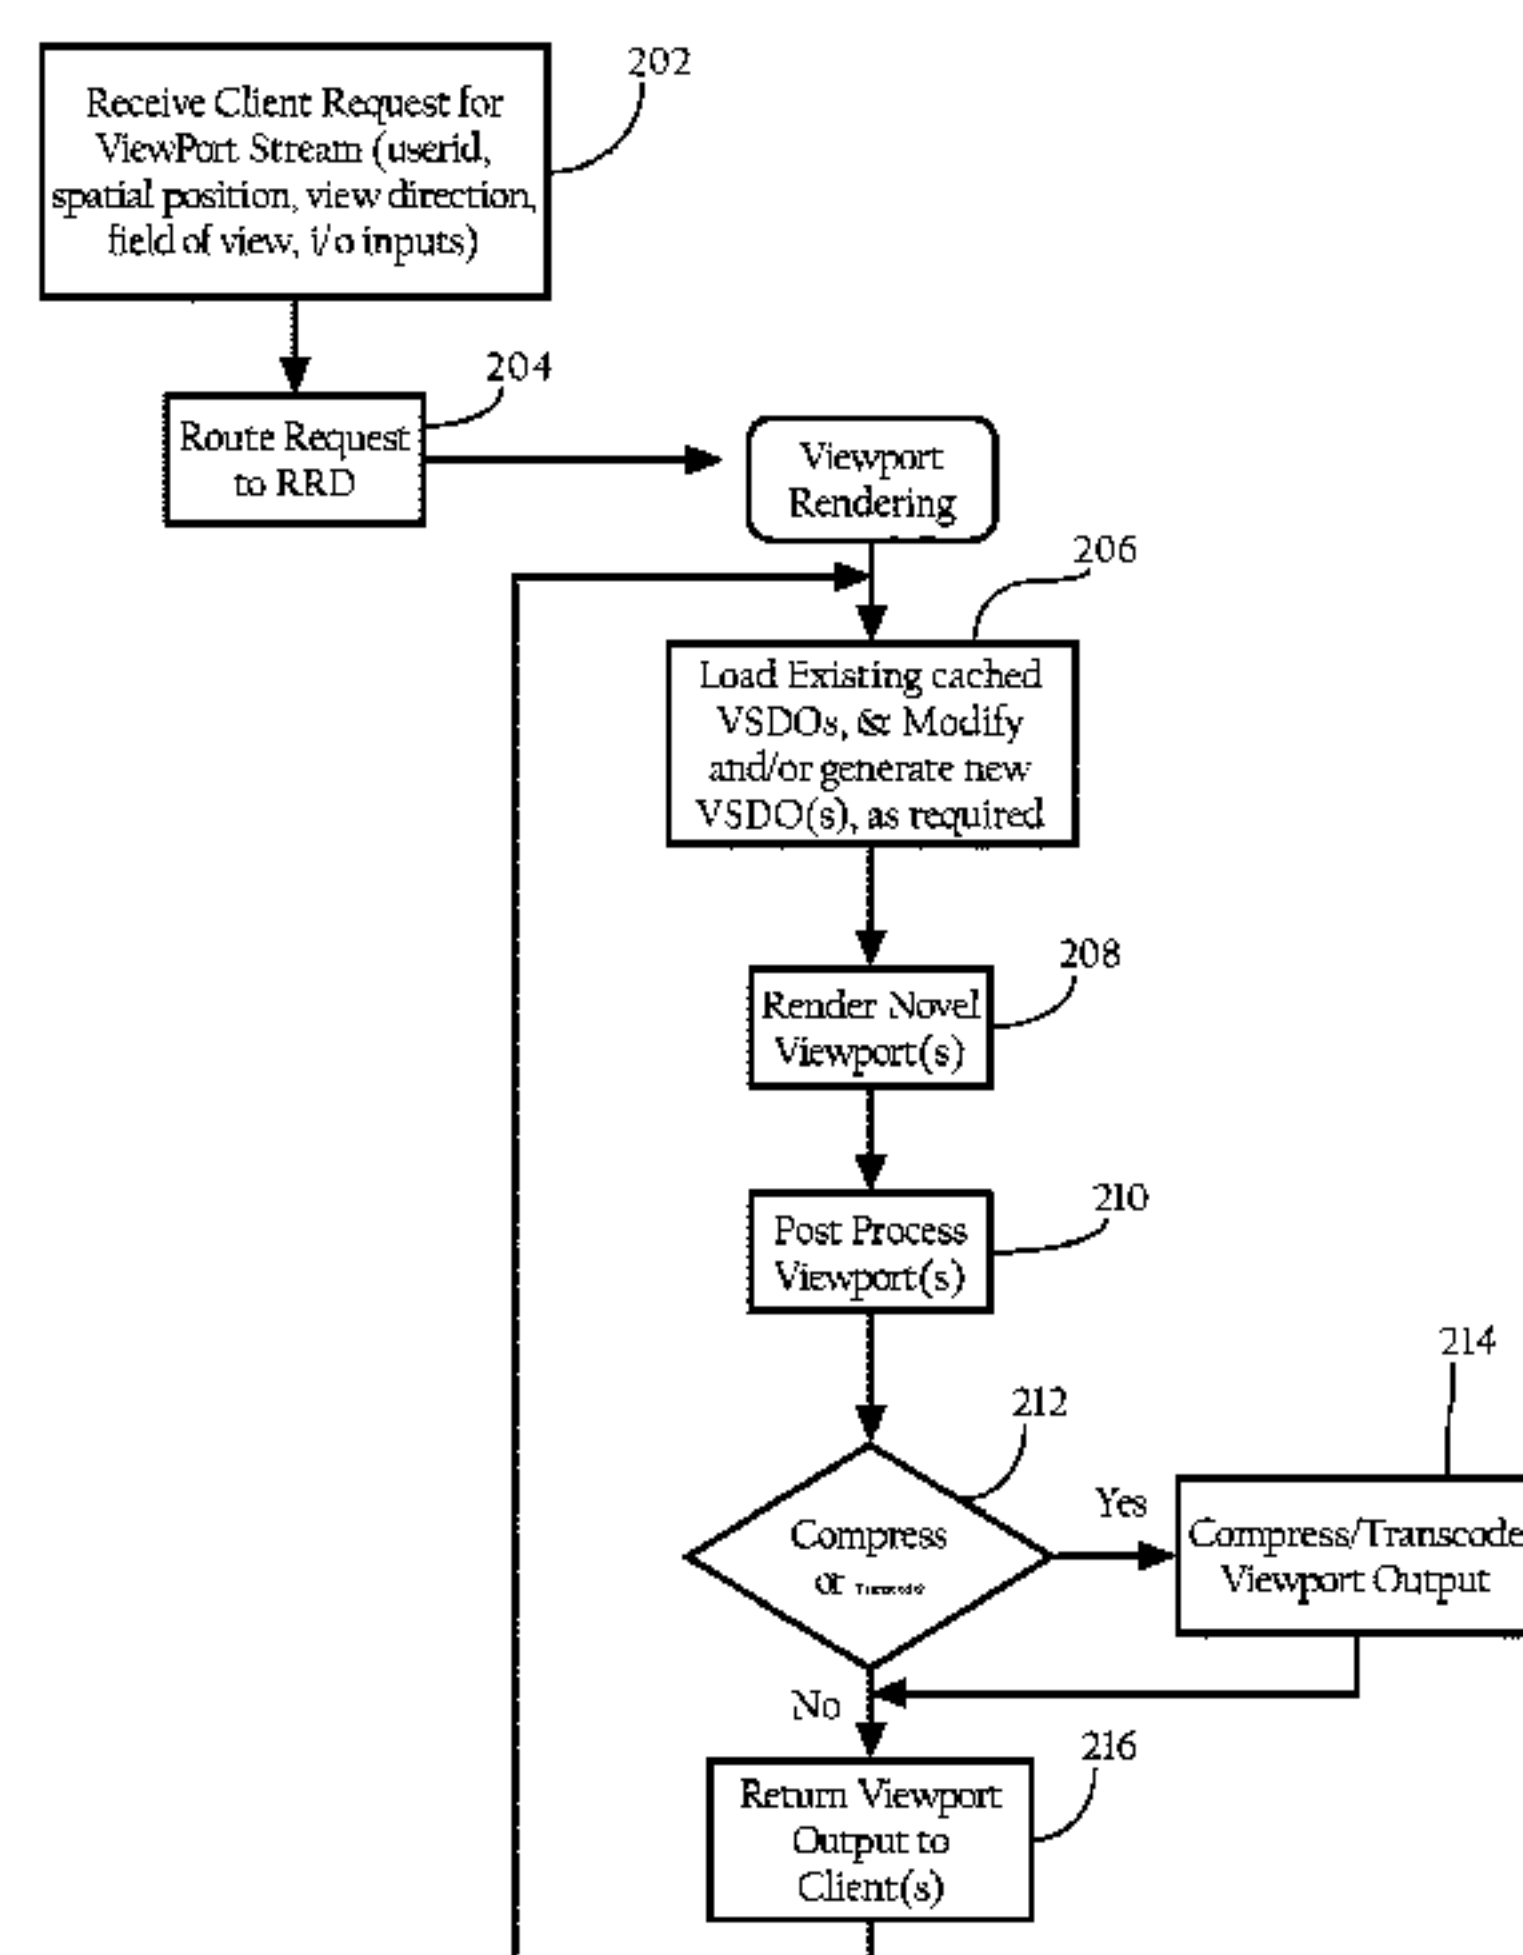 202
Receive Client Request for
ViewPort Stream (userid,
spatial position, view direction,
field of view, i/o inputs)
204
Route Request
to RRD
Viewport
Rendering
206
Load Existing cached
VSDOs, & Modify
and/or generate new
VSDO(s), as required
208
Render Novel
Viewport(s)
210
Post Process
Viewport(s)
212
Compress
or
Yes
214
Compress/Transcode
Viewport Output
No
216
Return Viewport
Output to
Client(s)